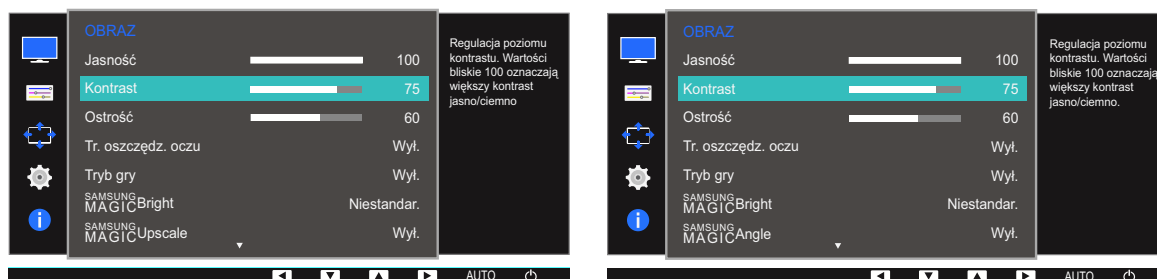 OBRAZ
Jasność 100
Kontrast 75
Ostrość 60
Tr. oszczędz. oczu Wył.
Tryb gry Wył.
SAMSUNG
MAGIC Bright Niestandar.
SAMSUNG
MAGIC Upscale Wył.
Regulacja poziomu
kontrastu. Wartości
bliskie 100 oznaczają
większy kontrast
jasno/ciemno
AUTO
OBRAZ
Jasność 100
Kontrast 75
Ostrość 60
Tr. oszczędz. oczu Wył.
Tryb gry Wył.
SAMSUNG
MAGIC Bright Niestandar.
SAMSUNG
MAGIC Angle Wył.
Regulacja poziomu
kontrastu. Wartości
bliskie 100 oznaczają
większy kontrast
jasno/ciemno.
AUTO